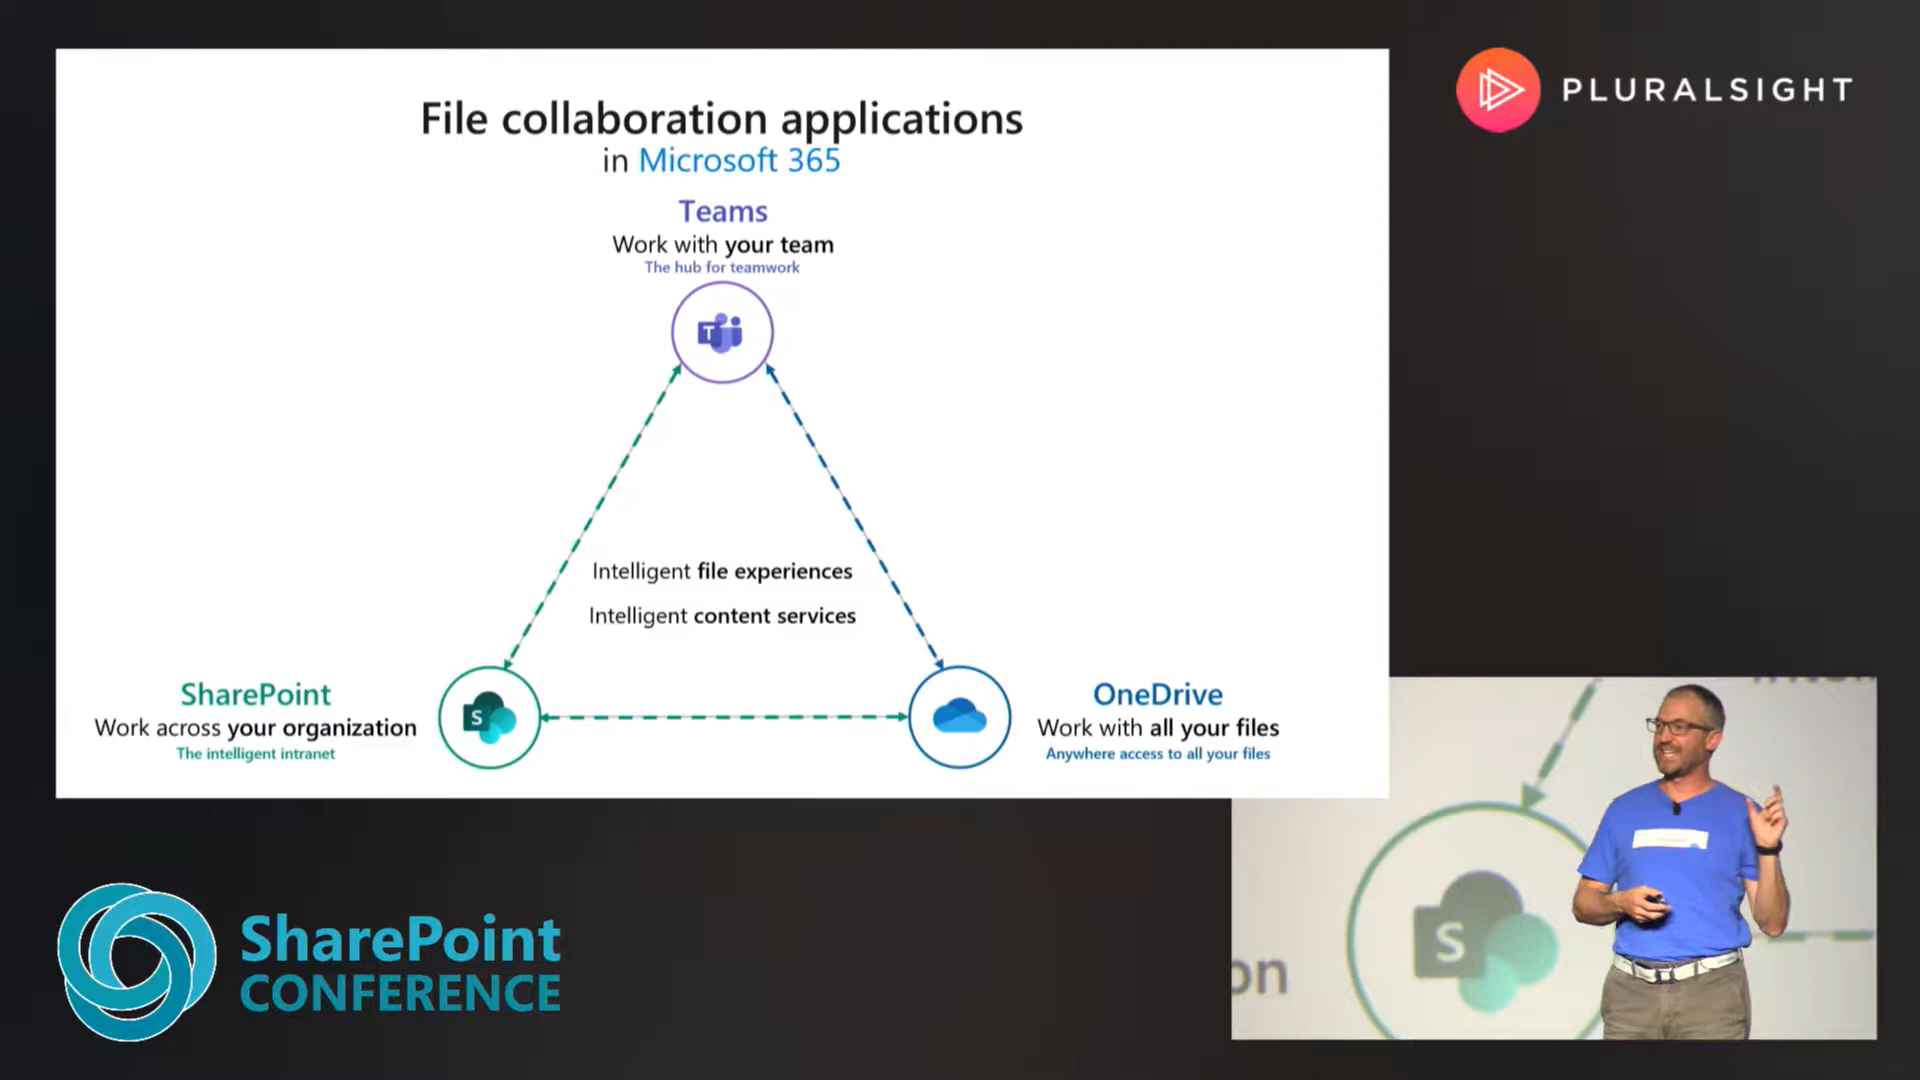 File collaboration applications
in Microsoft 365
Teams
Work with your team
The hub for teamwork
T
Intelligent file experiences
Intelligent content services
SharePoint
Work across your organization
The intelligent intranet
S
OneDrive
Work with all your files
Anywhere access to all your files
PLURALSIGHT
S
on
SharePoint
CONFERENCE